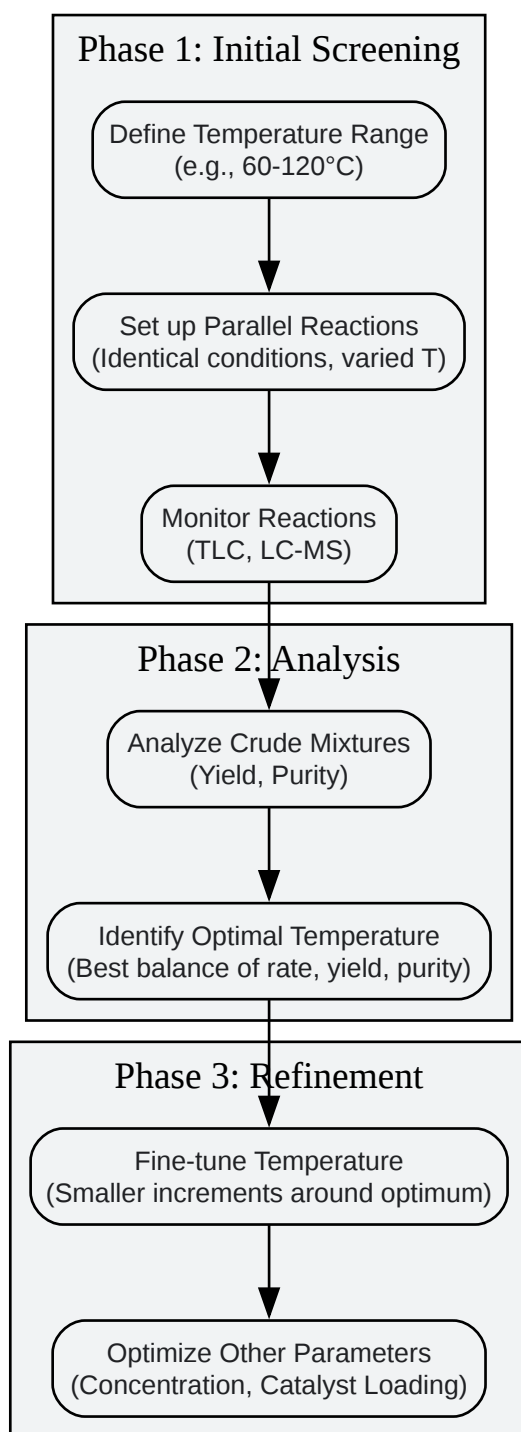 Phase 1: Initial Screening
Define Temperature Range
(e.g., 60-120°C)
Set up Parallel Reactions
(Identical conditions, varied T)
Monitor Reactions
(TLC, LC-MS)
Phase 2: Analysis
Analyze Crude Mixtures
(Yield, Purity)
Identify Optimal Temperature
(Best balance of rate, yield, purity)
Phase 3: Refinement
Fine-tune Temperature
(Smaller increments around optimum)
Optimize Other Parameters
(Concentration, Catalyst Loading)